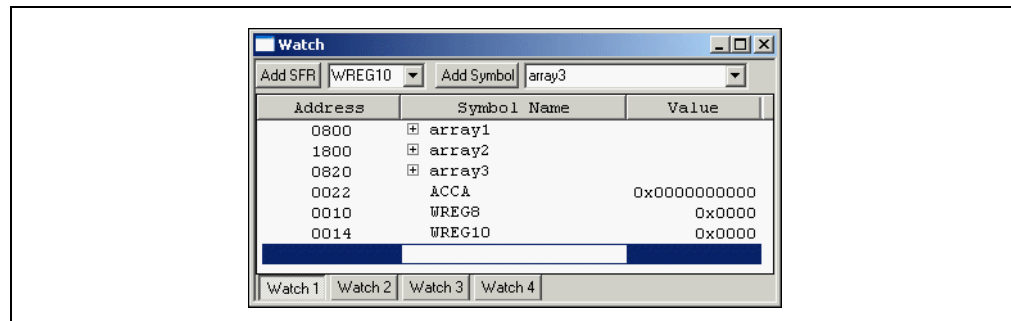 Watch
Add SFR WREG10 Add Symbol array3
Address Symbol Name Value
0800 array1
1800 array2
0820 array3
0022 ACCA 0x0000000000
0010 WREG8 0x0000
0014 WREG10 0x0000
Watch 1 Watch 2 Watch 3 Watch 4